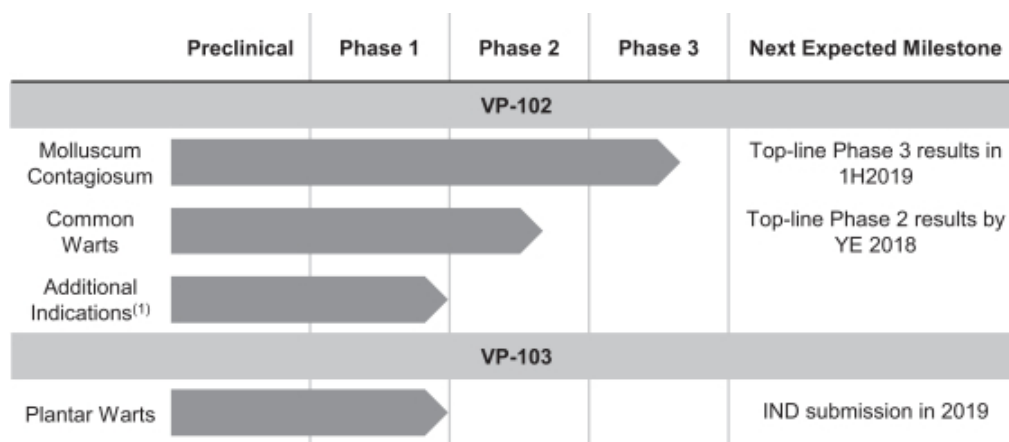 Preclinical Phase 1 Phase 2 Phase 3 Next Expected Milestone
VP-102
Molluscum
Contagiosum
Top-line Phase 3 results in
1H2019
Common
Warts
Top-line Phase 2 results by
YE 2018
Additional
Indications(1)
VP-103
Plantar Warts IND submission in 2019